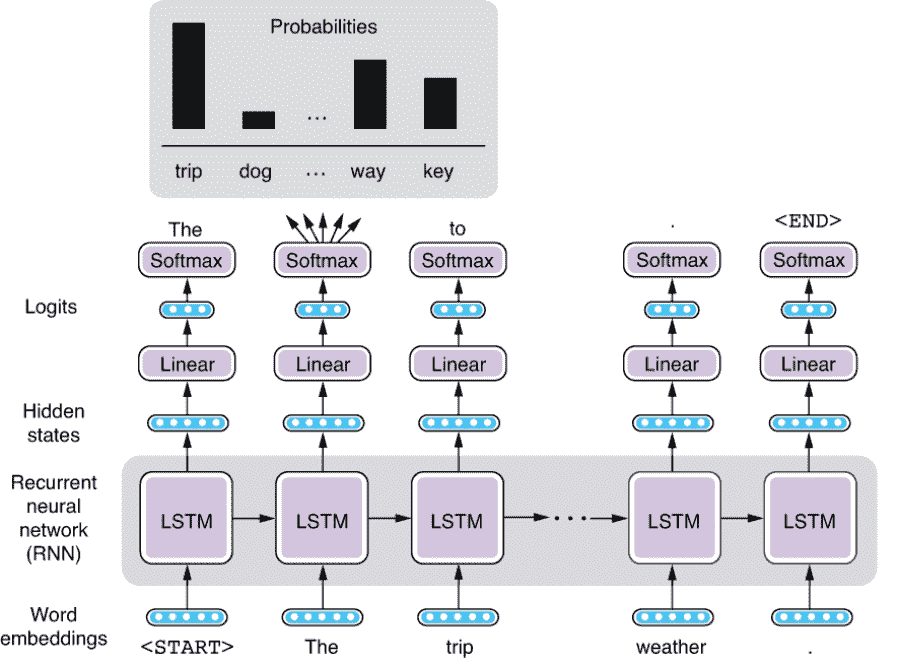 Probabilities
... 
trip dog ... way key
The to . <END>
Softmax Softmax Softmax Softmax Softmax
Logits
Linear Linear Linear Linear Linear
Hidden
states
Recurrent
neural
network
(RNN)
LSTM LSTM LSTM ... LSTM LSTM
Word
embeddings
<START> The trip weather .